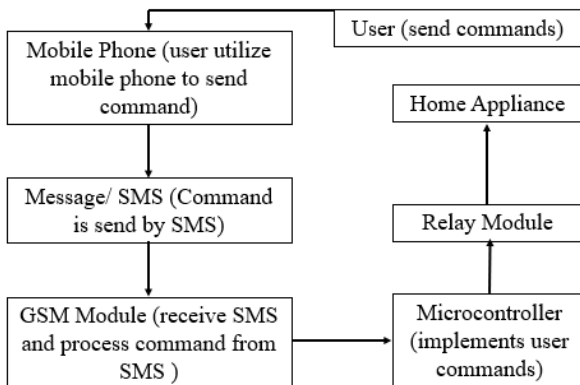 User (send commands)
Mobile Phone (user utilize
mobile phone to send
command)
Message/ SMS (Command
is send by SMS)
GSM Module (receive SMS
and process command from
SMS )
Microcontroller
(implements user
commands)
Relay Module
Home Appliance